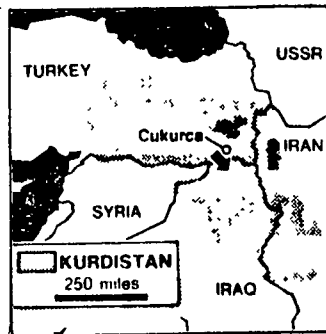 USSR
TURKEY
Cukurca
IRAN
SYRIA
KURDISTAN
250 miles
IRAQ